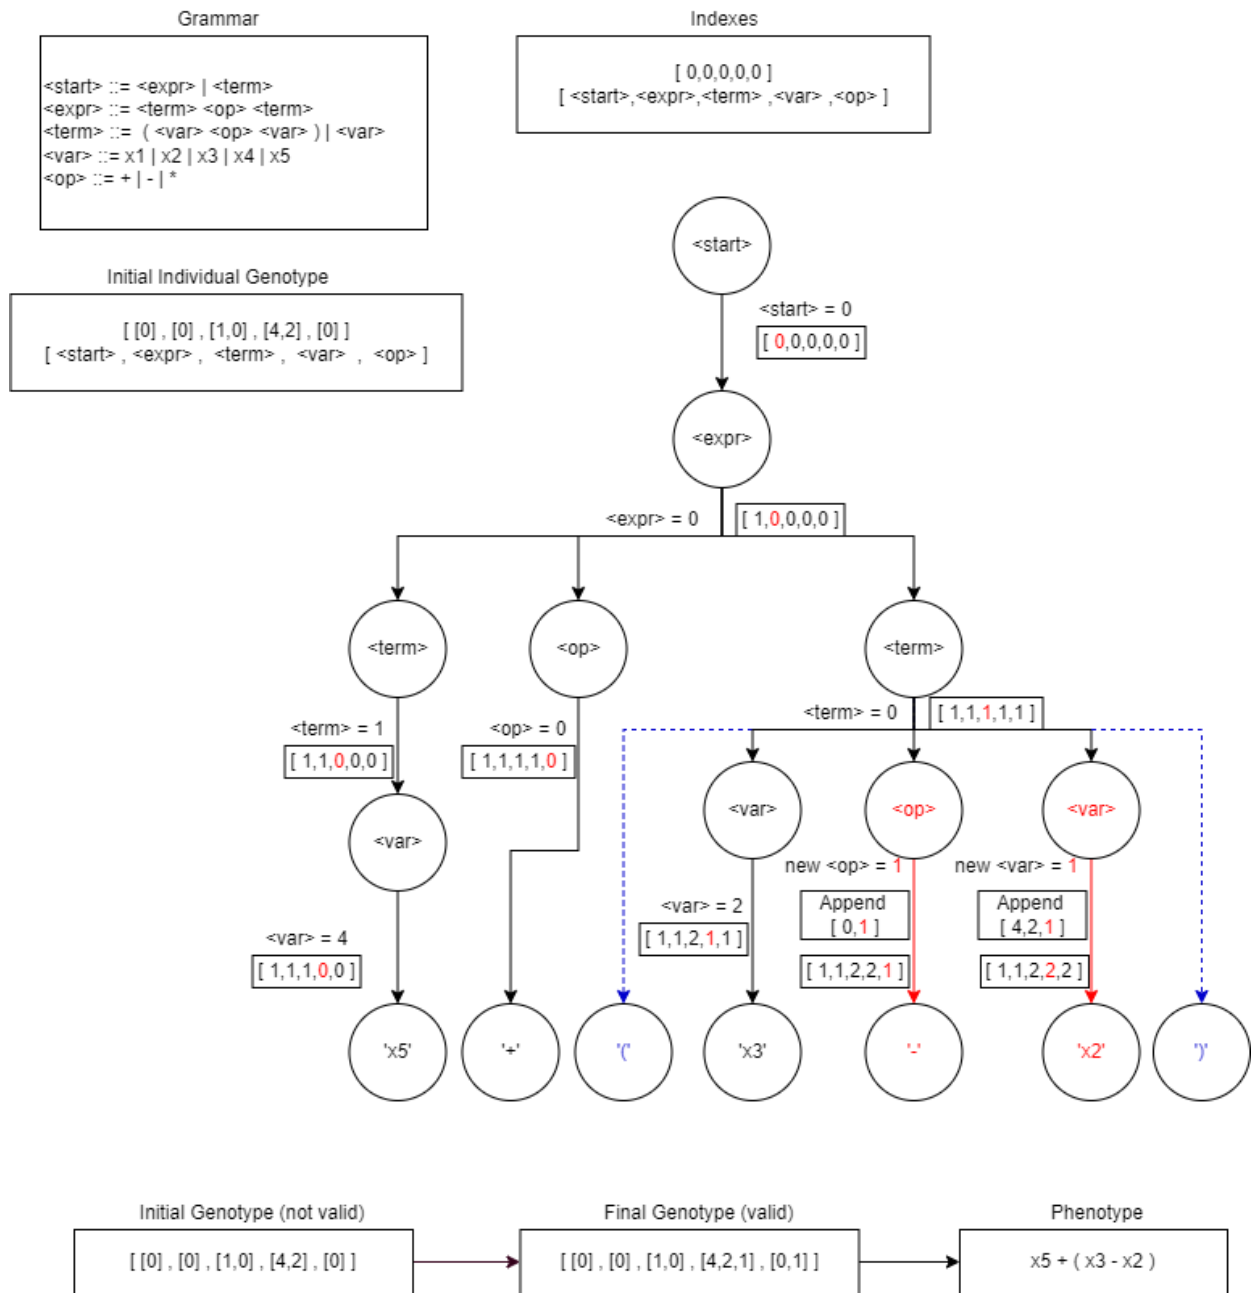 Grammar
<start> ::= <expr> | <term>
<expr> ::= <term> <op> <term>
<term> ::=  ( <var> <op> <var> ) | <var>
<var> ::= x1 | x2 | x3 | x4 | x5
<op> ::= + | - | *
Indexes
[ 0,0,0,0,0 ]
[ <start>,<expr>,<term> ,<var> ,<op> ]
Initial Individual Genotype
[ [0] , [0] , [1,0] , [4,2] , [0] ]
[ <start> , <expr> ,  <term> ,  <var>  ,  <op> ]
<start>
<start> = 0
[ 0,0,0,0,0 ]
<expr>
<expr> = 0
[ 1,0,0,0,0 ]
<term>
<op>
<term>
<term> = 1
[ 1,1,0,0,0 ]
<op> = 0
[ 1,1,1,1,0 ]
<term> = 0
[ 1,1,1,1,1 ]
<var>
<var>
<op>
<var>
<var> = 4
[ 1,1,1,0,0 ]
<var> = 2
[ 1,1,2,1,1 ]
new <op> = 1
Append
[ 0,1 ]
[ 1,1,2,2,1 ]
new <var> = 1
Append
[ 4,2,1 ]
[ 1,1,2,2,2 ]
'x5'
'+'
'('
'x3'
'-'
'x2'
')'
Initial Genotype (not valid)
[ [0] , [0] , [1,0] , [4,2] , [0] ]
Final Genotype (valid)
[ [0] , [0] , [1,0] , [4,2,1] , [0,1] ]
Phenotype
x5 + ( x3 - x2 )